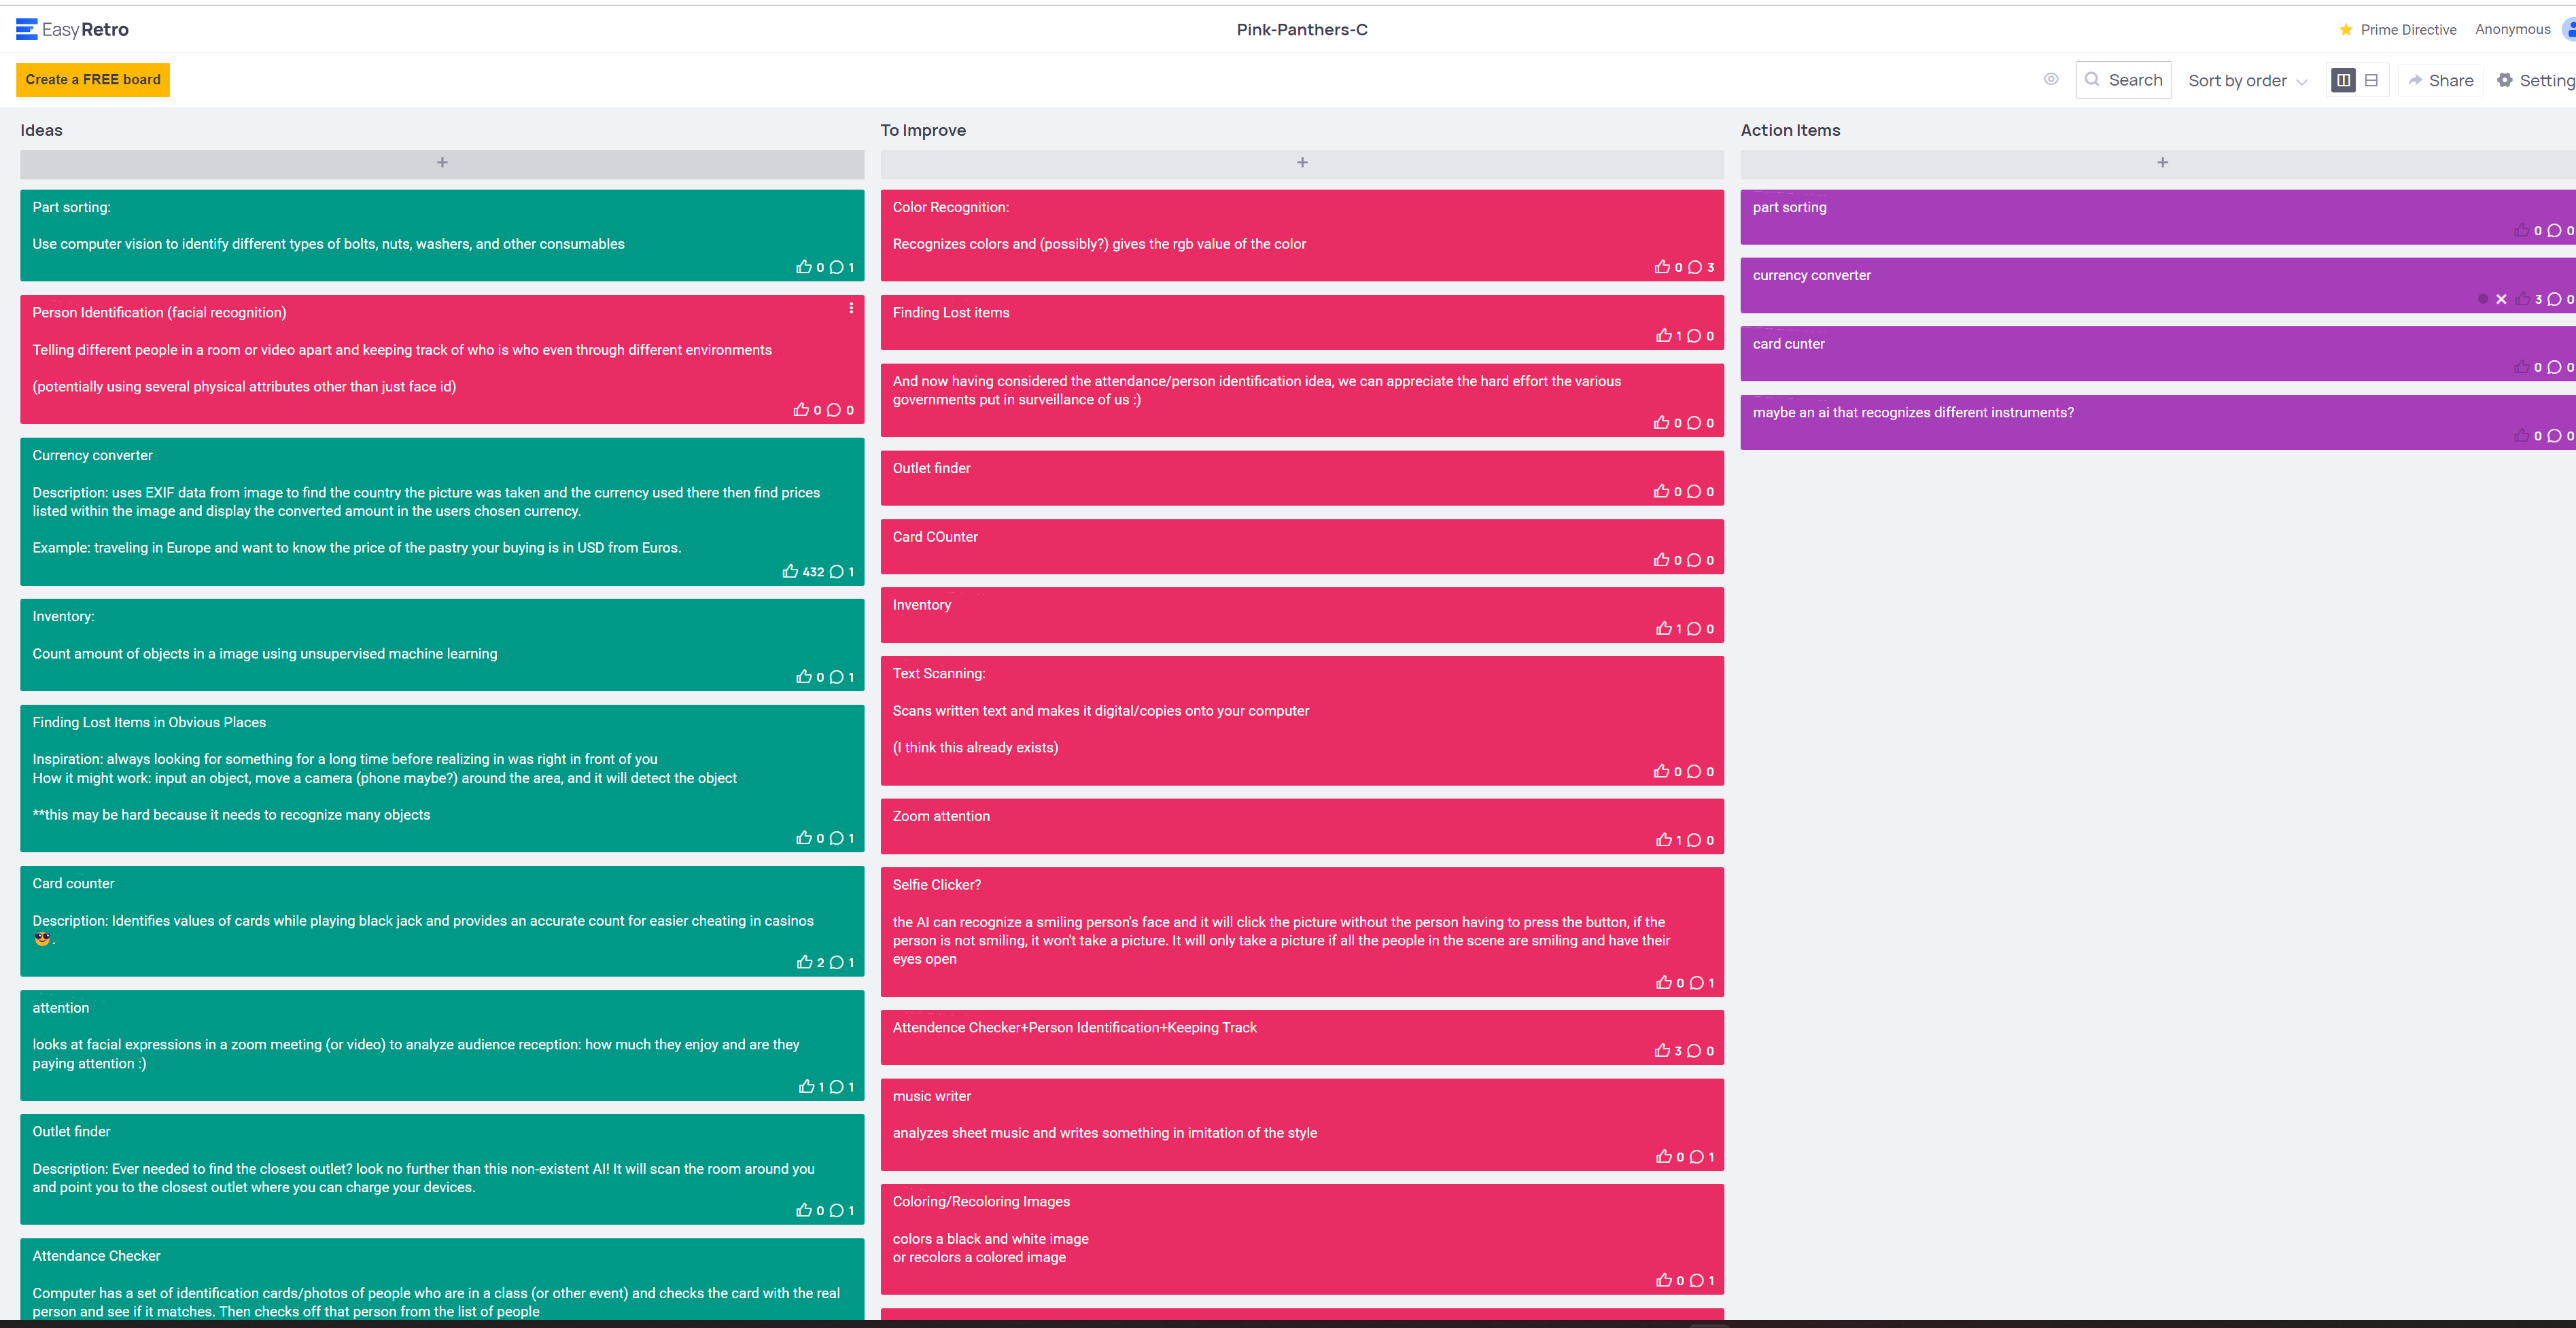 EasyRetro
Pink-Panthers-C
Prime Directive
Anonymous
Create a FREE board
Search
Sort by order
Share
Setting
Ideas
+
Part sorting:
Use computer vision to identify different types of bolts, nuts, washers, and other consumables
0 1
Person Identification (facial recognition)
Telling different people in a room or video apart and keeping track of who is who even through different environments
(potentially using several physical attributes other than just face id)
0 0
Currency converter
Description: uses EXIF data from image to find the country the picture was taken and the currency used there then find prices
listed within the image and display the converted amount in the users chosen currency.
Example: traveling in Europe and want to know the price of the pastry your buying is in USD from Euros.
432 1
Inventory:
Count amount of objects in a image using unsupervised machine learning
0 1
Finding Lost Items in Obvious Places
Inspiration: always looking for something for a long time before realizing in was right in front of you
How it might work: input an object, move a camera (phone maybe?) around the area, and it will detect the object
**this may be hard because it needs to recognize many objects
0 1
Card counter
Description: Identifies values of cards while playing black jack and provides an accurate count for easier cheating in casinos
😎.
2 1
attention
looks at facial expressions in a zoom meeting (or video) to analyze audience reception: how much they enjoy and are they
paying attention :)
1 1
Outlet finder
Description: Ever needed to find the closest outlet? look no further than this non-existent AI! It will scan the room around you
and point you to the closest outlet where you can charge your devices.
0 1
Attendance Checker
Computer has a set of identification cards/photos of people who are in a class (or other event) and checks the card with the real
person and see if it matches. Then checks off that person from the list of people
To Improve
+
Color Recognition:
Recognizes colors and (possibly?) gives the rgb value of the color
0 3
Finding Lost items
1 0
And now having considered the attendance/person identification idea, we can appreciate the hard effort the various
governments put in surveillance of us :)
0 0
Outlet finder
0 0
Card COunter
0 0
Inventory
1 0
Text Scanning:
Scans written text and makes it digital/copies onto your computer
(I think this already exists)
0 0
Zoom attention
1 0
Selfie Clicker?
the AI can recognize a smiling person's face and it will click the picture without the person having to press the button, if the
person is not smiling, it won't take a picture. It will only take a picture if all the people in the scene are smiling and have their
eyes open
0 1
Attendence Checker+Person Identification+Keeping Track
3 0
music writer
analyzes sheet music and writes something in imitation of the style
0 1
Coloring/Recoloring Images
colors a black and white image
or recolors a colored image
0 1
Action Items
+
part sorting
0 0
currency converter
3 0
card cunter
0 0
maybe an ai that recognizes different instruments?
0 0